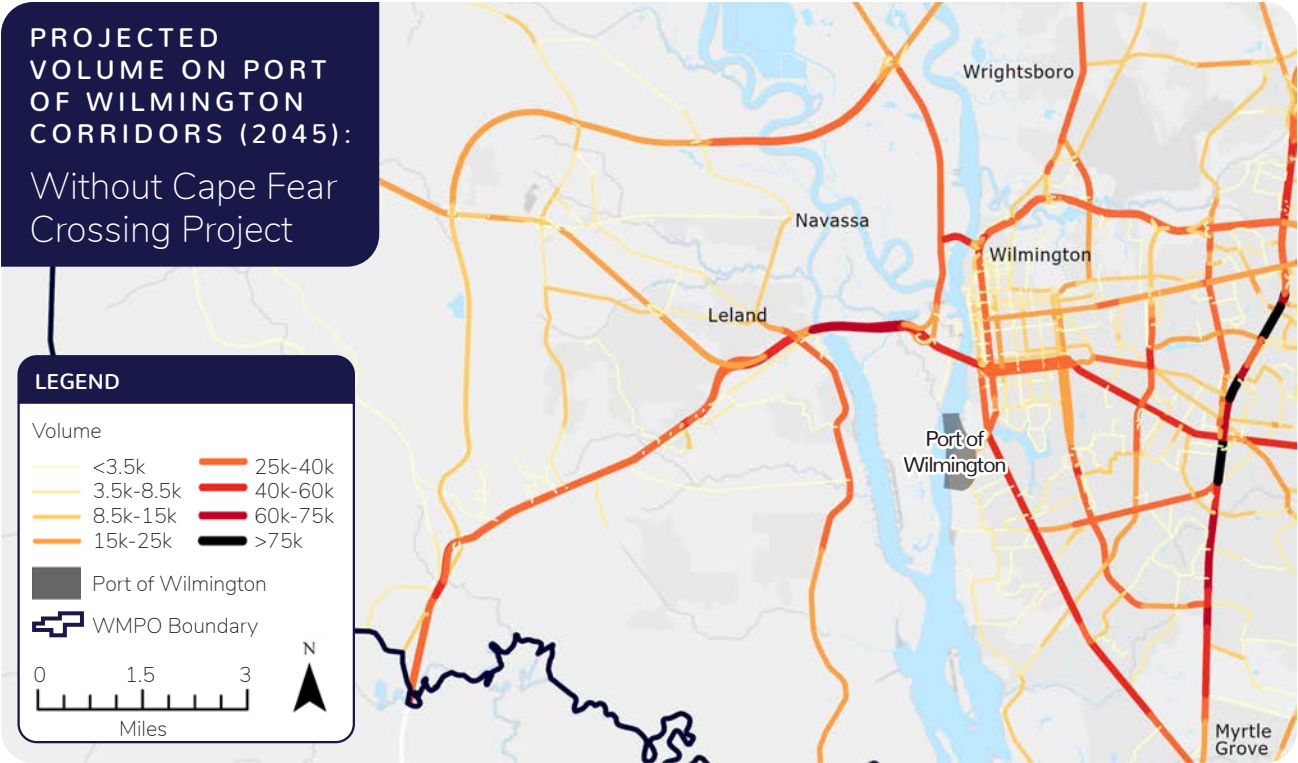 PROJECTED
VOLUME ON PORT
OF WILMINGTON
CORRIDORS (2045):
Without Cape Fear
Crossing Project
Wrightsboro
Navassa
Wilmington
Leland
Port of
Wilmington
Myrtle
Grove
LEGEND
Volume
<3.5k
3.5k-8.5k
8.5k-15k
15k-25k
25k-40k
40k-60k
60k-75k
>75k
Port of Wilmington
WMPO Boundary
N
0 1.5 3
Miles